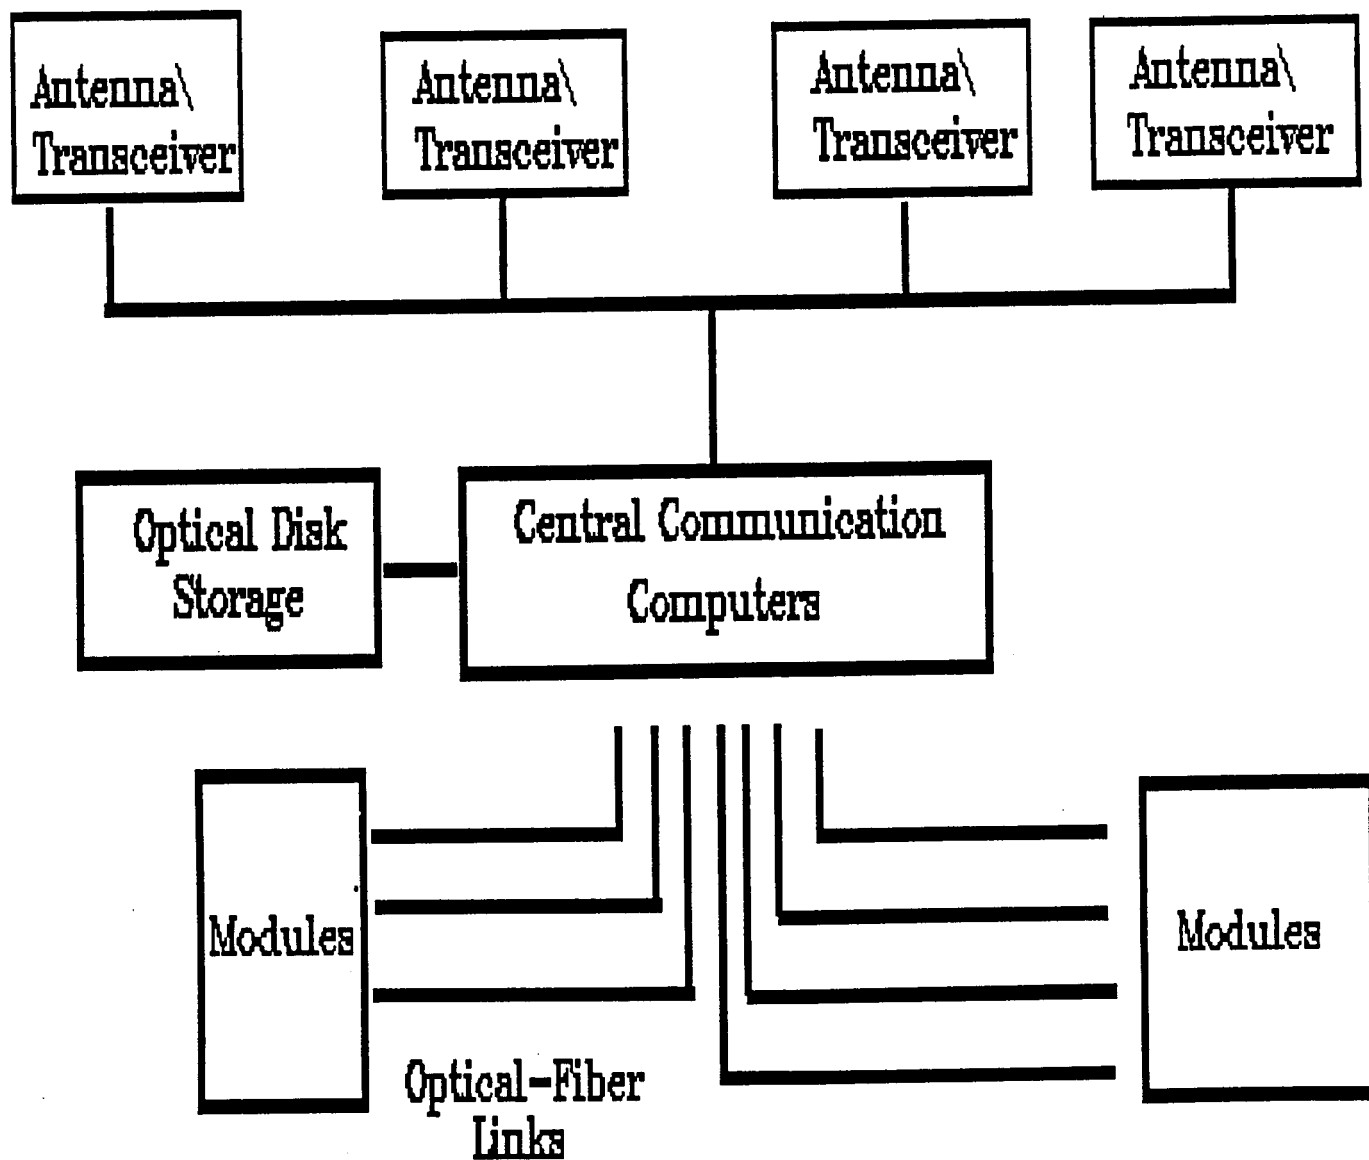 Antenna\
Transceiver
Antenna\
Transceiver
Antenna\
Transceiver
Antenna\
Transceiver
Optical Disk
Storage
Central Communication
Computers
Modules
Modules
Optical-Fiber
Links